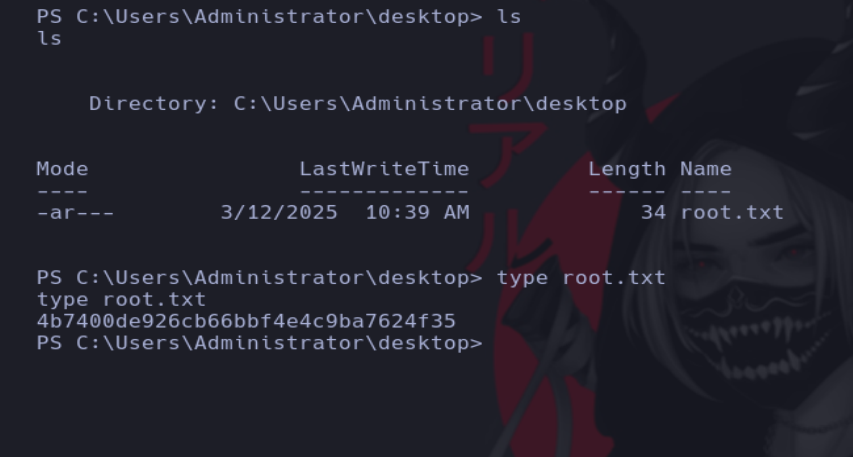 PS C:\Users\Administrator\desktop> ls
ls
Directory: C:\Users\Administrator\desktop
Mode LastWriteTime Length Name
---- ------------- ------ ----
-ar--- 3/12/2025 10:39 AM 34 root.txt
PS C:\Users\Administrator\desktop> type root.txt
type root.txt
4b7400de926cb66bbf4e4c9ba7624f35
PS C:\Users\Administrator\desktop>
リアル